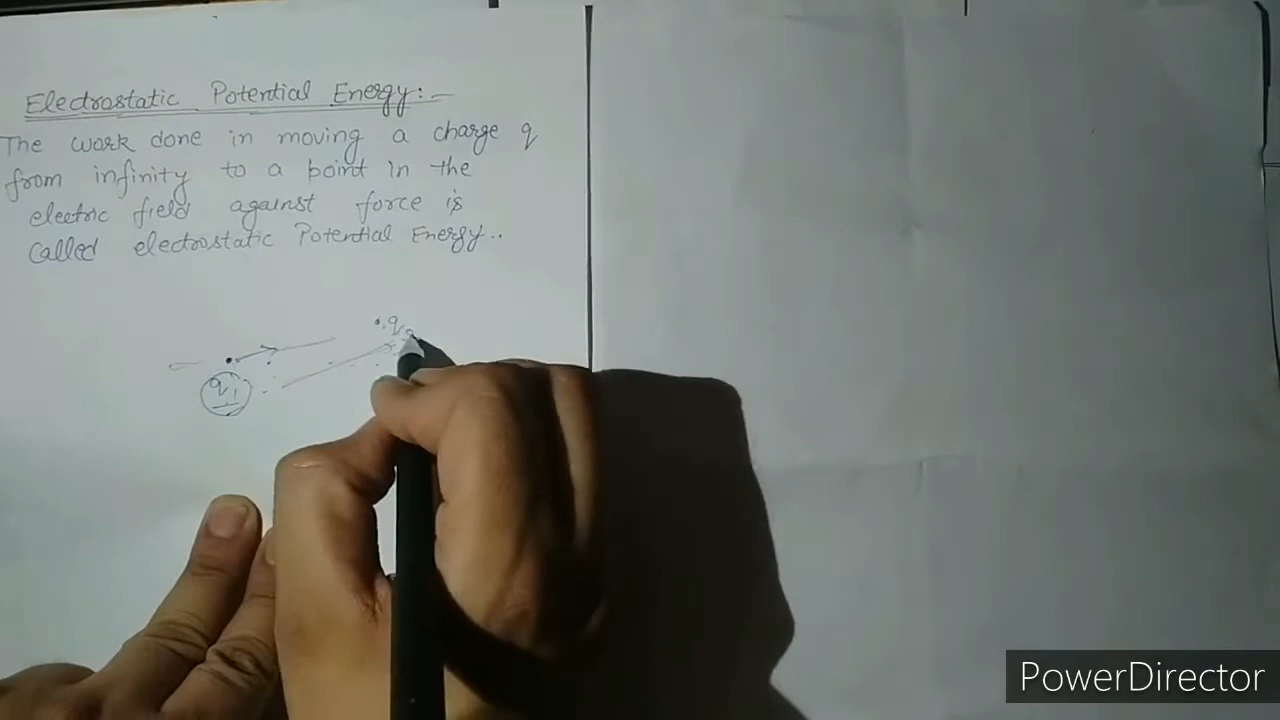 Electrostatic Potential Energy:-
The work done in moving a charge q
from infinity to a point in the
electric field against force is
called electrostatic Potential Energy..
q
q₁
PowerDirector